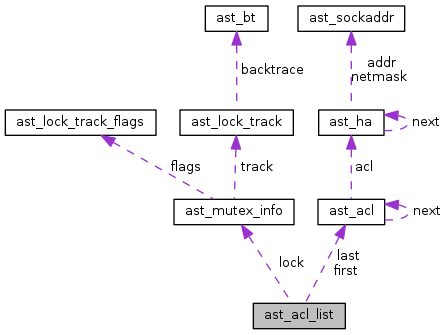 ast_bt
ast_sockaddr
backtrace
addr
netmask
ast_lock_track_flags
ast_lock_track
ast_ha
next
flags
track
acl
ast_mutex_info
ast_acl
next
lock
last
first
ast_acl_list